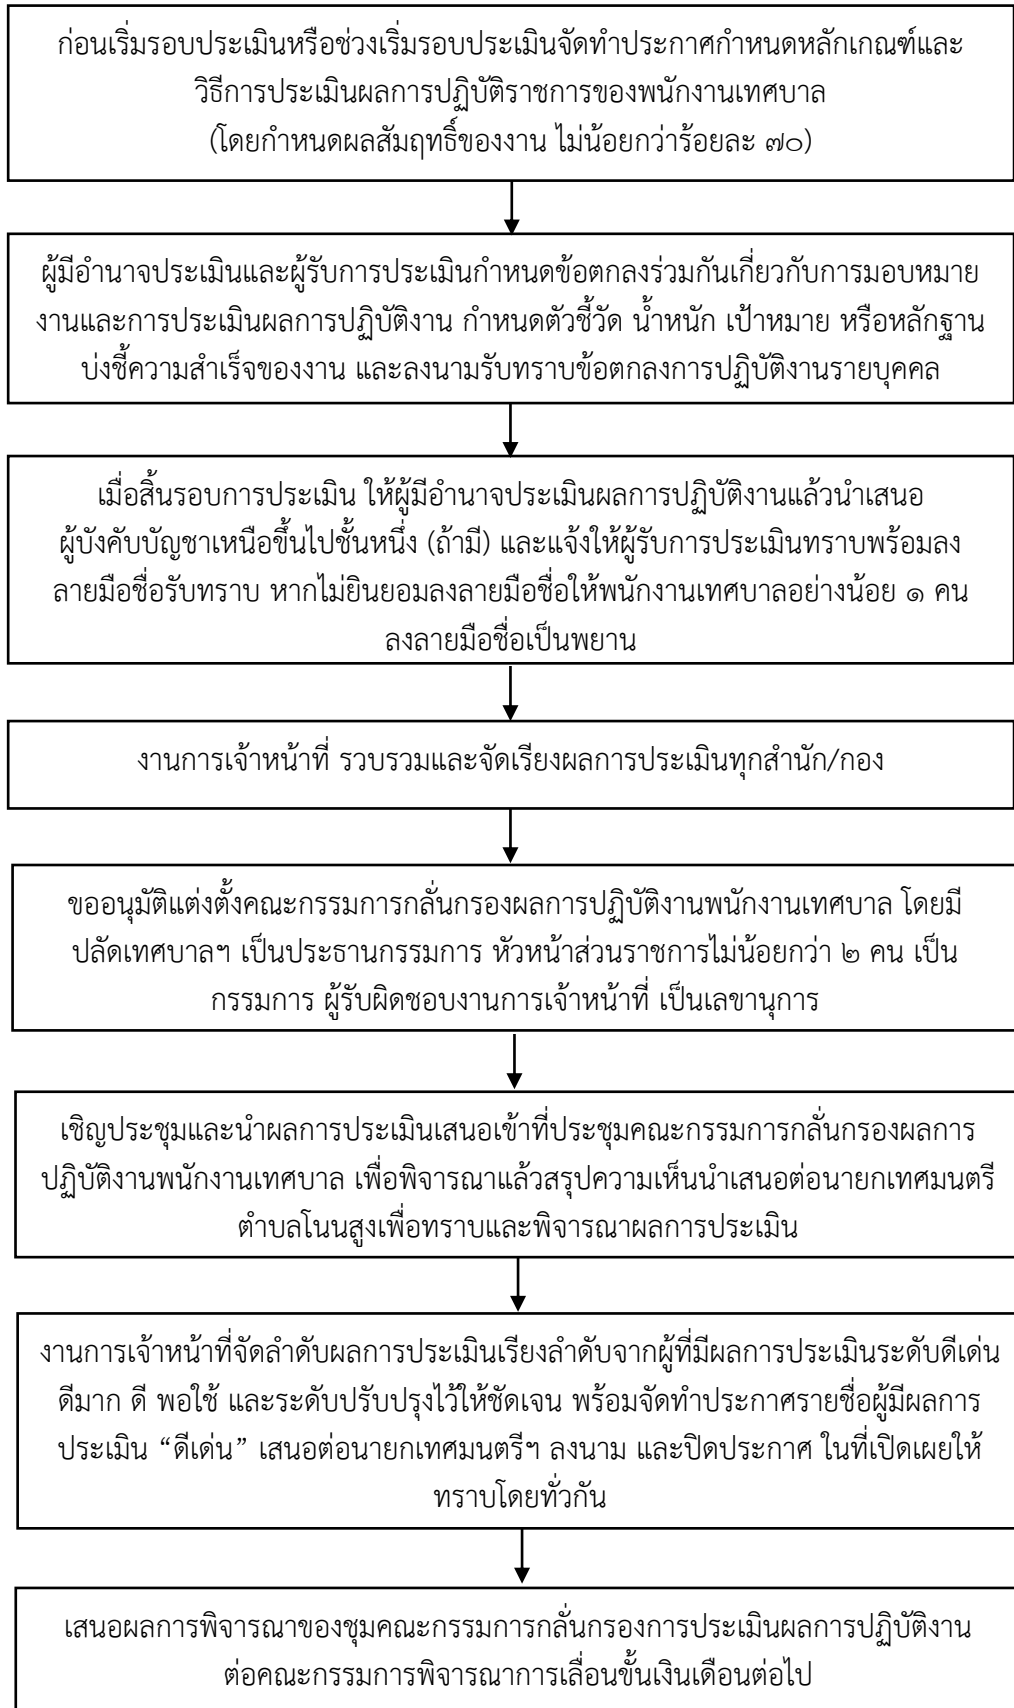 ก่อนเริ่มรอบประเมินหรือช่วงเริ่มรอบประเมินจัดทำประกาศกำหนดหลักเกณฑ์และ
วิธีการประเมินผลการปฏิบัติราชการของพนักงานเทศบาล
(โดยกำหนดผลสัมฤทธิ์ของงาน ไม่น้อยกว่าร้อยละ ๗๐)
ผู้มีอำนาจประเมินและผู้รับการประเมินกำหนดข้อตกลงร่วมกันเกี่ยวกับการมอบหมาย
งานและการประเมินผลการปฏิบัติงาน กำหนดตัวชี้วัด น้ำหนัก เป้าหมาย หรือหลักฐาน
บ่งชี้ความสำเร็จของงาน และลงนามรับทราบข้อตกลงการปฏิบัติงานรายบุคคล
เมื่อสิ้นรอบการประเมิน ให้ผู้มีอำนาจประเมินผลการปฏิบัติงานแล้วนำเสนอ
ผู้บังคับบัญชาเหนือขึ้นไปชั้นหนึ่ง (ถ้ามี) และแจ้งให้ผู้รับการประเมินทราบพร้อมลง
ลายมือชื่อรับทราบ หากไม่ยินยอมลงลายมือชื่อให้พนักงานเทศบาลอย่างน้อย ๑ คน
ลงลายมือชื่อเป็นพยาน
งานการเจ้าหน้าที่ รวบรวมและจัดเรียงผลการประเมินทุกสำนัก/กอง
ขออนุมัติแต่งตั้งคณะกรรมการกลั่นกรองผลการปฏิบัติงานพนักงานเทศบาล โดยมี
ปลัดเทศบาลฯ เป็นประธานกรรมการ หัวหน้าส่วนราชการไม่น้อยกว่า ๒ คน เป็น
กรรมการ ผู้รับผิดชอบงานการเจ้าหน้าที่ เป็นเลขานุการ
เชิญประชุมและนำผลการประเมินเสนอเข้าที่ประชุมคณะกรรมการกลั่นกรองผลการ
ปฏิบัติงานพนักงานเทศบาล เพื่อพิจารณาแล้วสรุปความเห็นนำเสนอต่อนายกเทศมนตรี
ตำบลโนนสูงเพื่อทราบและพิจารณาผลการประเมิน
งานการเจ้าหน้าที่จัดลำดับผลการประเมินเรียงลำดับจากผู้ที่มีผลการประเมินระดับดีเด่น
ดีมาก ดี พอใช้ และระดับปรับปรุงไว้ให้ชัดเจน พร้อมจัดทำประกาศรายชื่อผู้มีผลการ
ประเมิน “ดีเด่น” เสนอต่อนายกเทศมนตรีฯ ลงนาม และปิดประกาศ ในที่เปิดเผยให้
ทราบโดยทั่วกัน
เสนอผลการพิจารณาของชุมคณะกรรมการกลั่นกรองการประเมินผลการปฏิบัติงาน
ต่อคณะกรรมการพิจารณาการเลื่อนขั้นเงินเดือนต่อไป